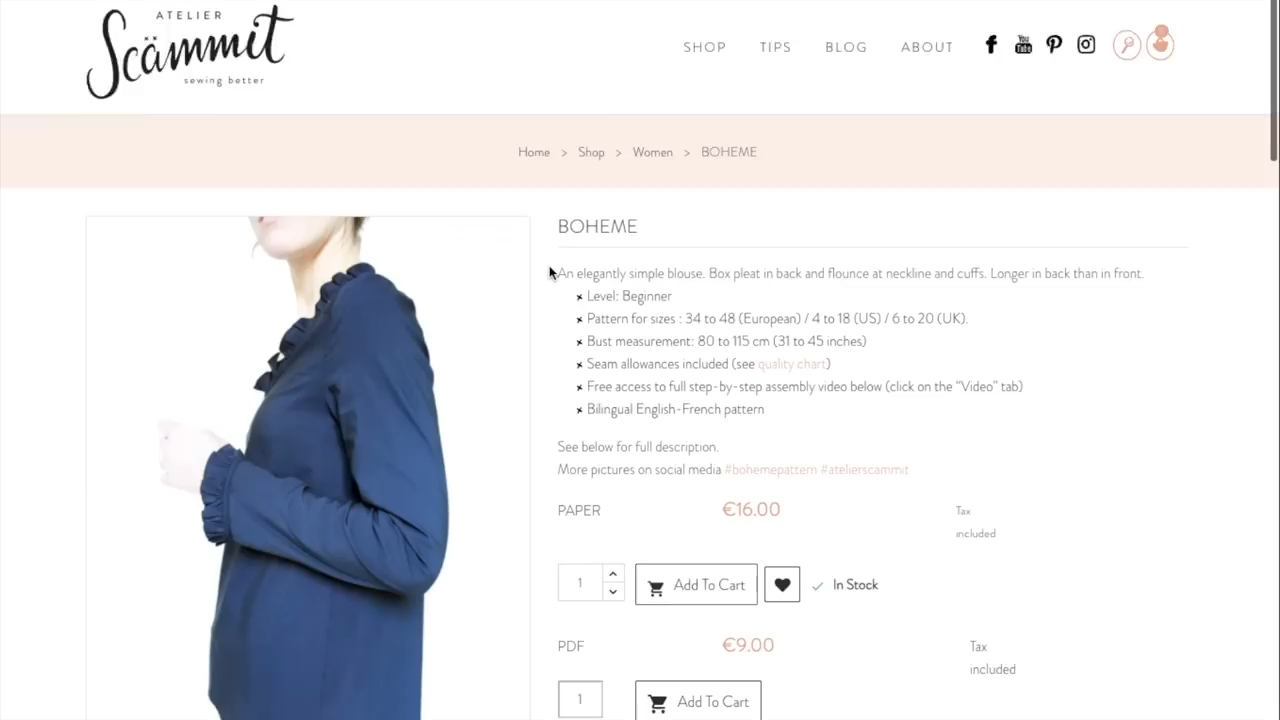 ATELIER
Scämmit
sewing better
SHOP TIPS BLOG ABOUT
You Tube
Home > Shop > Women > BOHEME
BOHEME
An elegantly simple blouse. Box pleat in back and flounce at neckline and cuffs. Longer in back than in front.
Level: Beginner
Pattern for sizes : 34 to 48 (European) / 4 to 18 (US) / 6 to 20 (UK).
Bust measurement: 80 to 115 cm (31 to 45 inches)
Seam allowances included (see quality chart)
Free access to full step-by-step assembly video below (click on the "Video" tab)
Bilingual English-French pattern
See below for full description.
More pictures on social media #bohemepattern #atelierscammit
PAPER €16.00 Tax
included
1 Add To Cart In Stock
PDF €9.00 Tax
included
1 Add To Cart